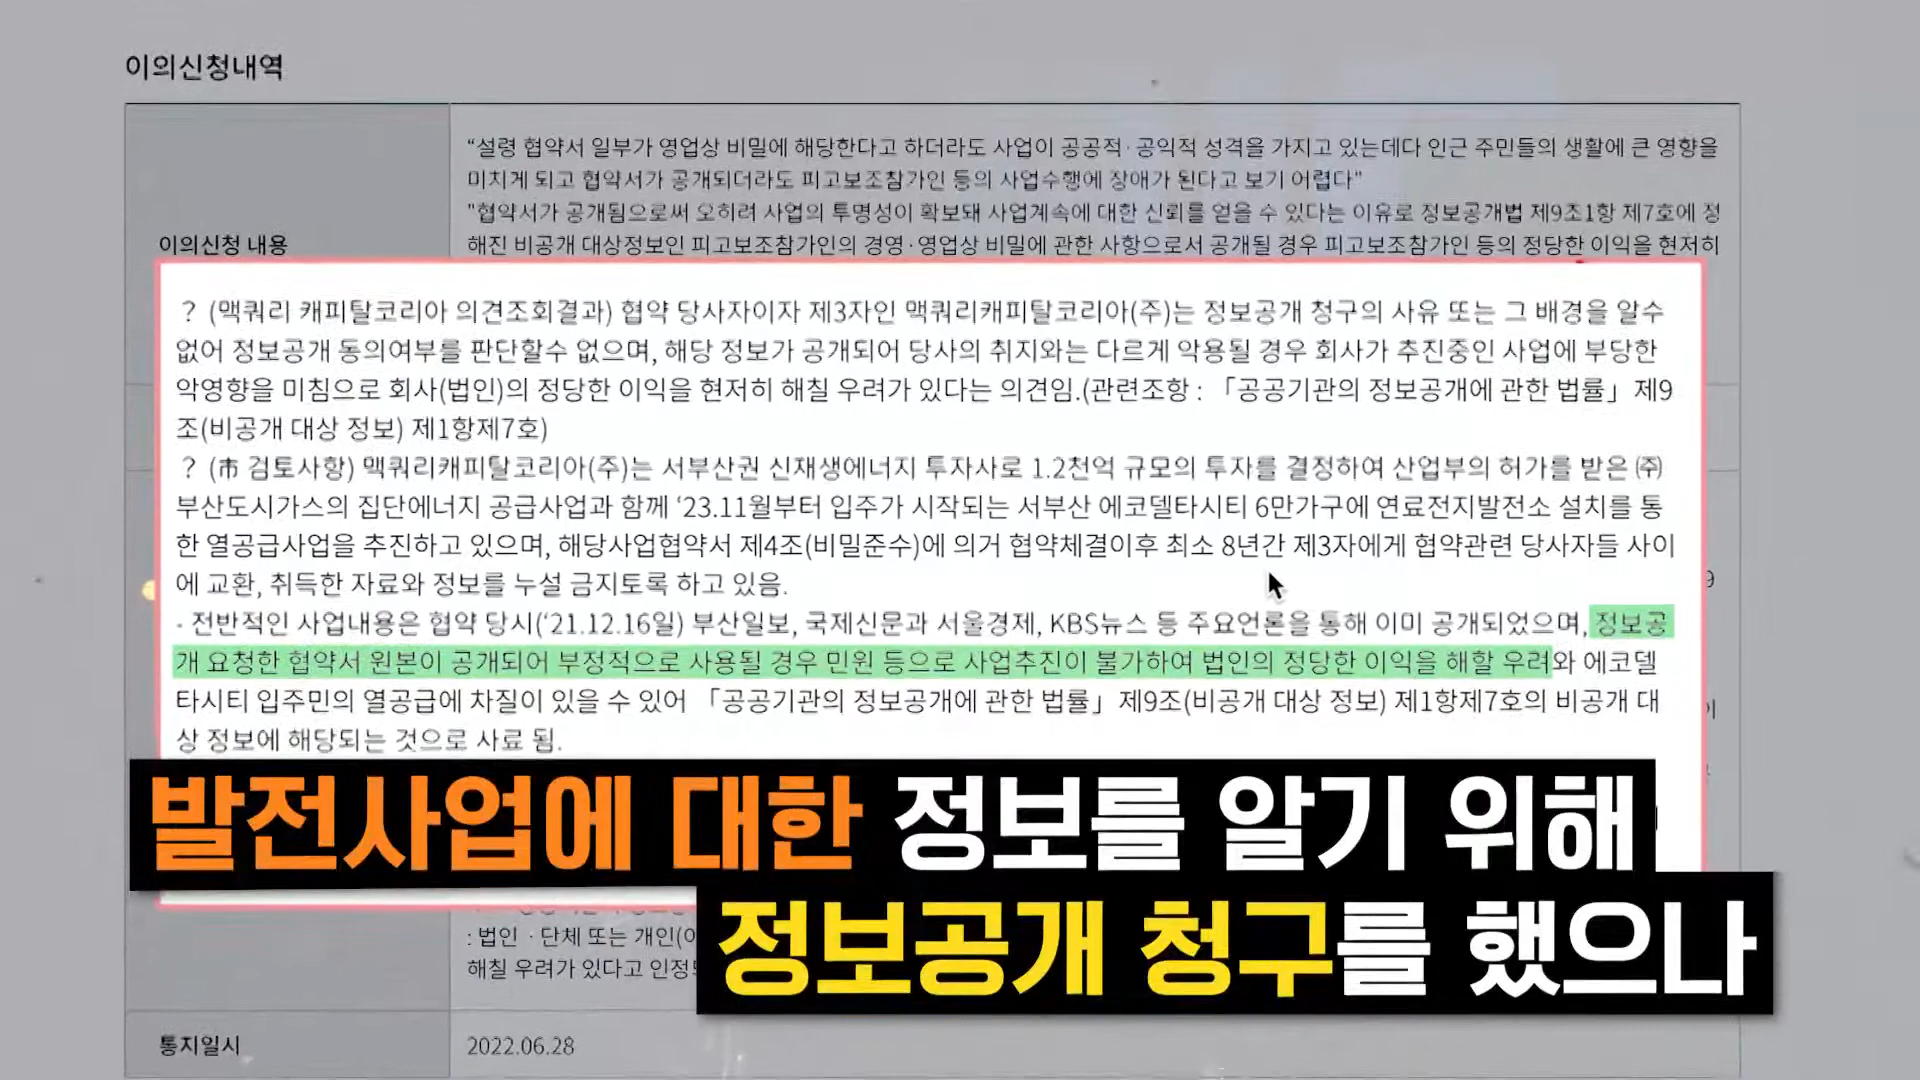 이의신청내역
“설령 협약서 일부가 영업상 비밀에 해당한다고 하더라도 사업이 공공적·공익적 성격을 가지고 있는데다 인근 주민들의 생활에 큰 영향을
미치게 되고 협약서가 공개되더라도 피고보조참가인 등의 사업수행에 장애가 된다고 보기 어렵다"
"협약서가 공개됨으로써 오히려 사업의 투명성이 확보돼 사업계속에 대한 신뢰를 얻을 수 있다는 이유로 정보공개법 제9조1항 제7호에 정
이의신청 내용
해진 비공개 대상정보인 피고보조참가인의 경영·영업상 비밀에 관한 사항으로서 공개될 경우 피고보조참가인 등의 정당한 이익을 현저히
? (맥쿼리 캐피탈코리아 의견조회결과) 협약 당사자이자 제3자인 맥쿼리캐피탈코리아(주)는 정보공개 청구의 사유 또는 그 배경을 알수
없어 정보공개 동의여부를 판단할수 없으며, 해당 정보가 공개되어 당사의 취지와는 다르게 악용될 경우 회사가 추진중인 사업에 부당한
악영향을 미침으로 회사(법인)의 정당한 이익을 현저히 해칠 우려가 있다는 의견임.(관련조항 : 「공공기관의 정보공개에 관한 법률」 제9
조(비공개 대상 정보) 제1항제7호)
? (市 검토사항) 맥쿼리캐피탈코리아(주)는 서부산권 신재생에너지 투자사로 1.2천억 규모의 투자를 결정하여 산업부의 허가를 받은 ㈜
부산도시가스의 집단에너지 공급사업과 함께 ‘23.11월부터 입주가 시작되는 서부산 에코델타시티 6만가구에 연료전지발전소 설치를 통
한 열공급사업을 추진하고 있으며, 해당사업협약서 제4조(비밀준수)에 의거 협약체결이후 최소 8년간 제3자에게 협약관련 당사자들 사이
에 교환, 취득한 자료와 정보를 누설 금지토록 하고 있음.
- 전반적인 사업내용은 협약 당시(‘21.12.16일) 부산일보, 국제신문과 서울경제, KBS뉴스 등 주요언론을 통해 이미 공개되었으며, 정보공
개 요청한 협약서 원본이 공개되어 부정적으로 사용될 경우 민원 등으로 사업추진이 불가하여 법인의 정당한 이익을 해할 우려와 에코델
타시티 입주민의 열공급에 차질이 있을 수 있어 「공공기관의 정보공개에 관한 법률」 제9조(비공개 대상 정보) 제1항제7호의 비공개 대
상 정보에 해당되는 것으로 사료 됨.
발전사업에 대한 정보를 알기 위해
정보공개 청구를 했으나
: 법인 · 단체 또는
해칠 우려가 있다고
통지일시
2022.06.28